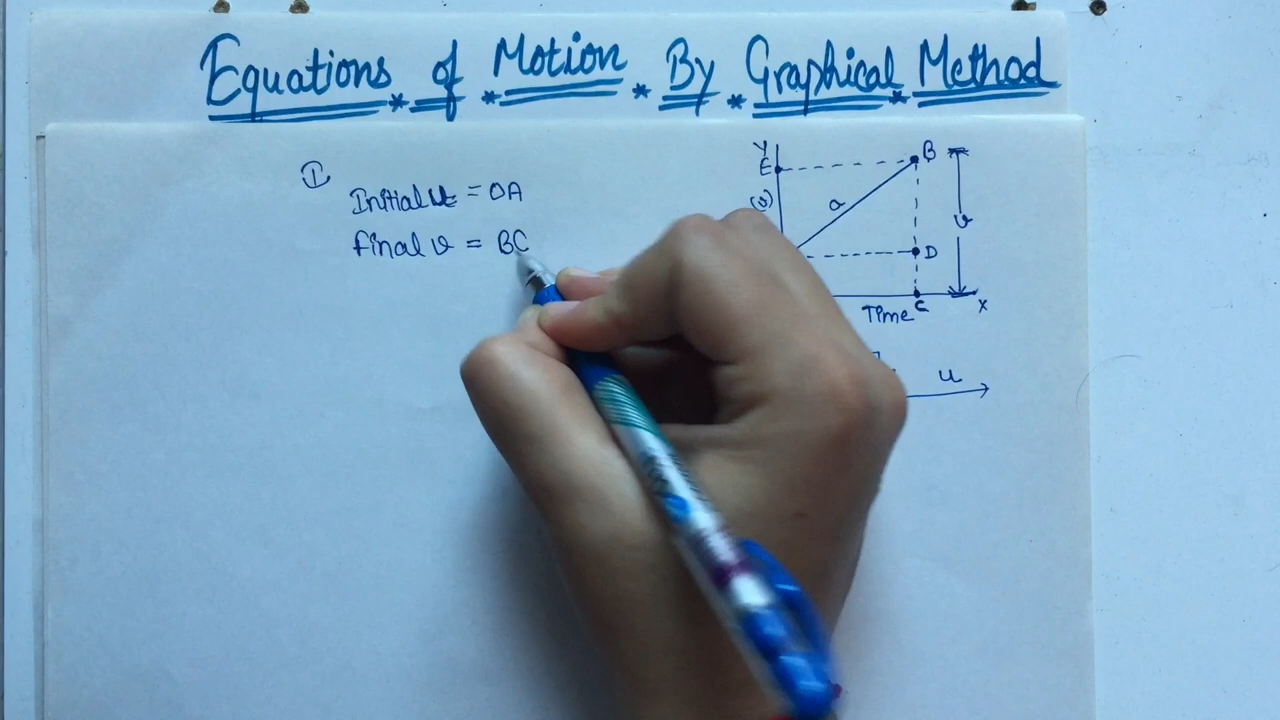 Equations * of * Motion * By * Graphical * Method
①
Initial u = OA
final v = BC
Y
E
B
(v)
a
v
D
Time
C
X
u